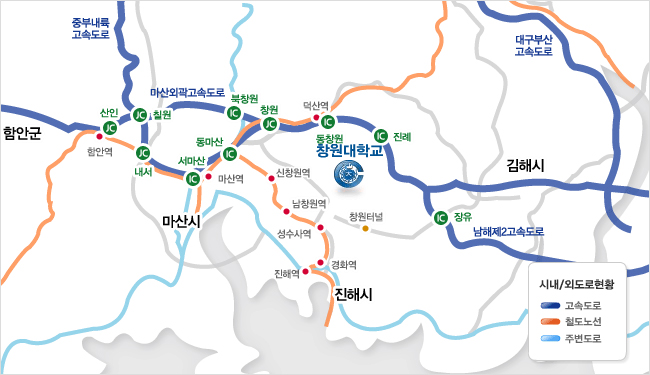 중부내륙
고속도로
대구부산
고속도로
마산외곽고속도로
북창원
IC
창원
JC
덕산역
산인
JC
칠원
JC
함안군
함안역
동창원
IC
진례
IC
동마산
IC
내서
JC
서마산
IC
마산역
창원대학교
신창원역
김해시
마산시
남창원역
창원터널
장유
IC
성수사역
남해제2고속도로
진해역
경화역
진해시
시내/외도로현황
고속도로
철도노선
주변도로